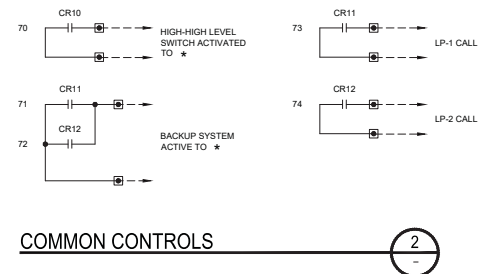 CR10
70
HIGH-HIGH LEVEL
SWITCH ACTIVATED
TO *
CR11
73
LP-1 CALL
CR11
71
CR12
72
BACKUP SYSTEM
ACTIVE TO *
CR12
74
LP-2 CALL
COMMON CONTROLS
2
-